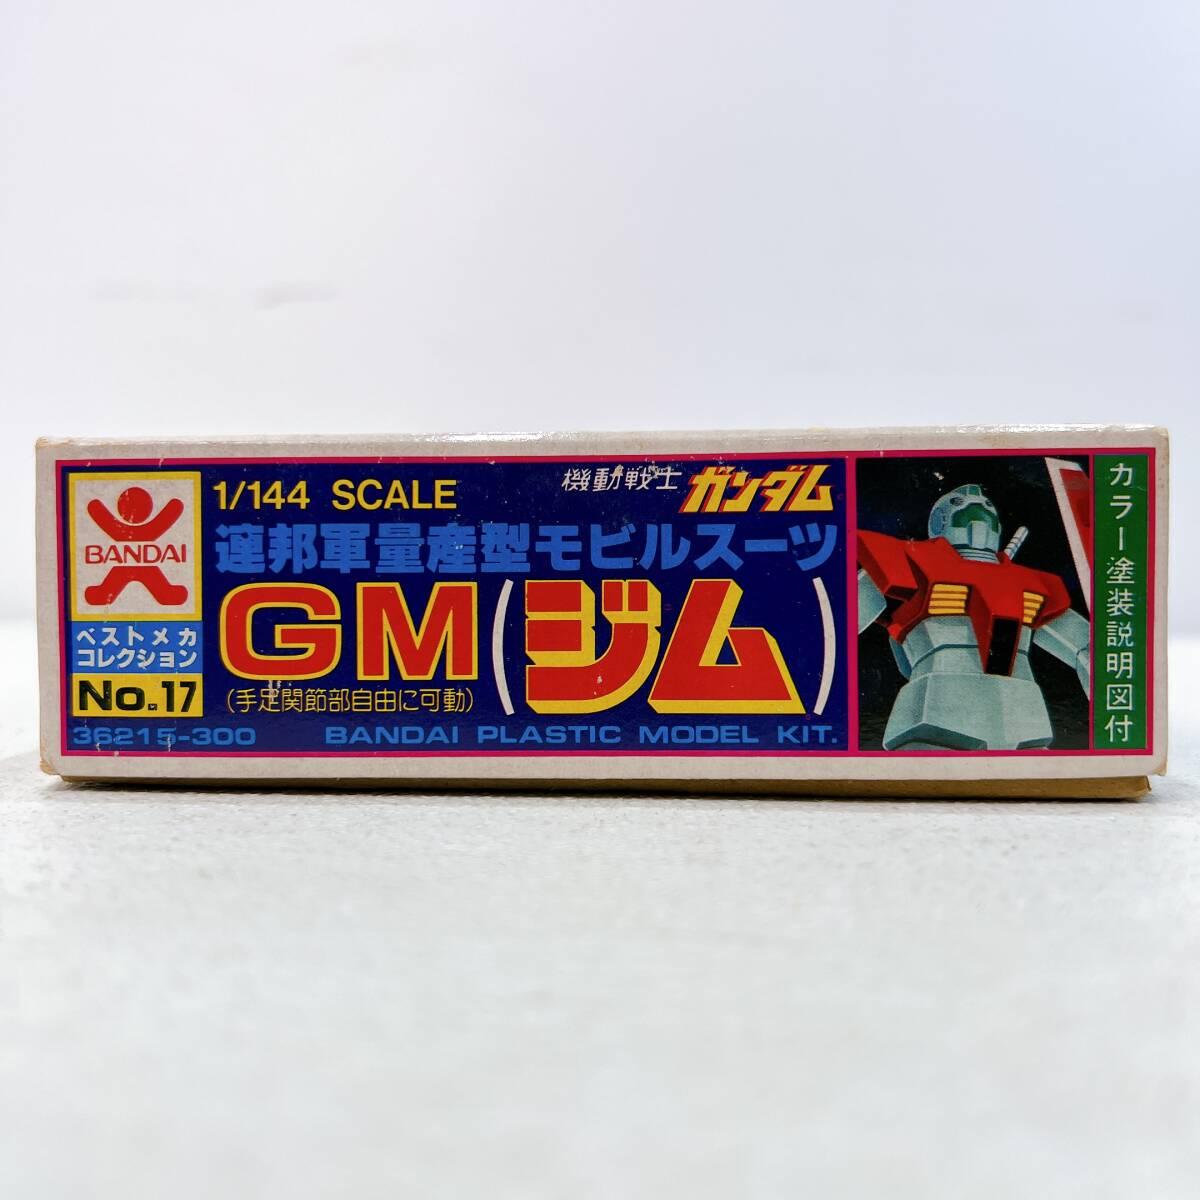 BANDAI
ベストメカ
コレクション
No.17
1/144 SCALE
機動戦士 ガンダム
連邦軍量産型モビルスーツ
GM(ジム)
(手足関節部自由に可動)
36215-300 BANDAI PLASTIC MODEL KIT.
カラー塗装説明図付